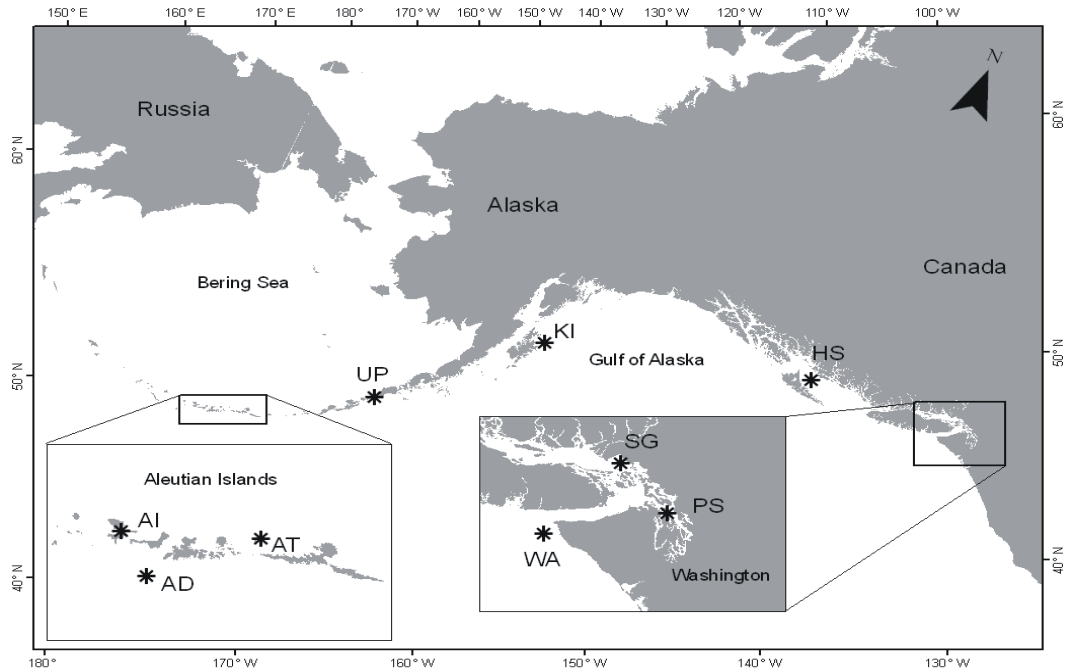 150° E 160° E 170° E 180° 170° W 160° W 150° W 140° W 130° W 120° W 110° W 100° W
N
Russia
60° N
60° N
Alaska
Canada
Bering Sea
KI
Gulf of Alaska
HS
50° N
50° N
UP
SG
Aleutian Islands
AI
AT
PS
WA
AD
Washington
40° N
40° N
180° 170° W 160° W 150° W 140° W 130° W